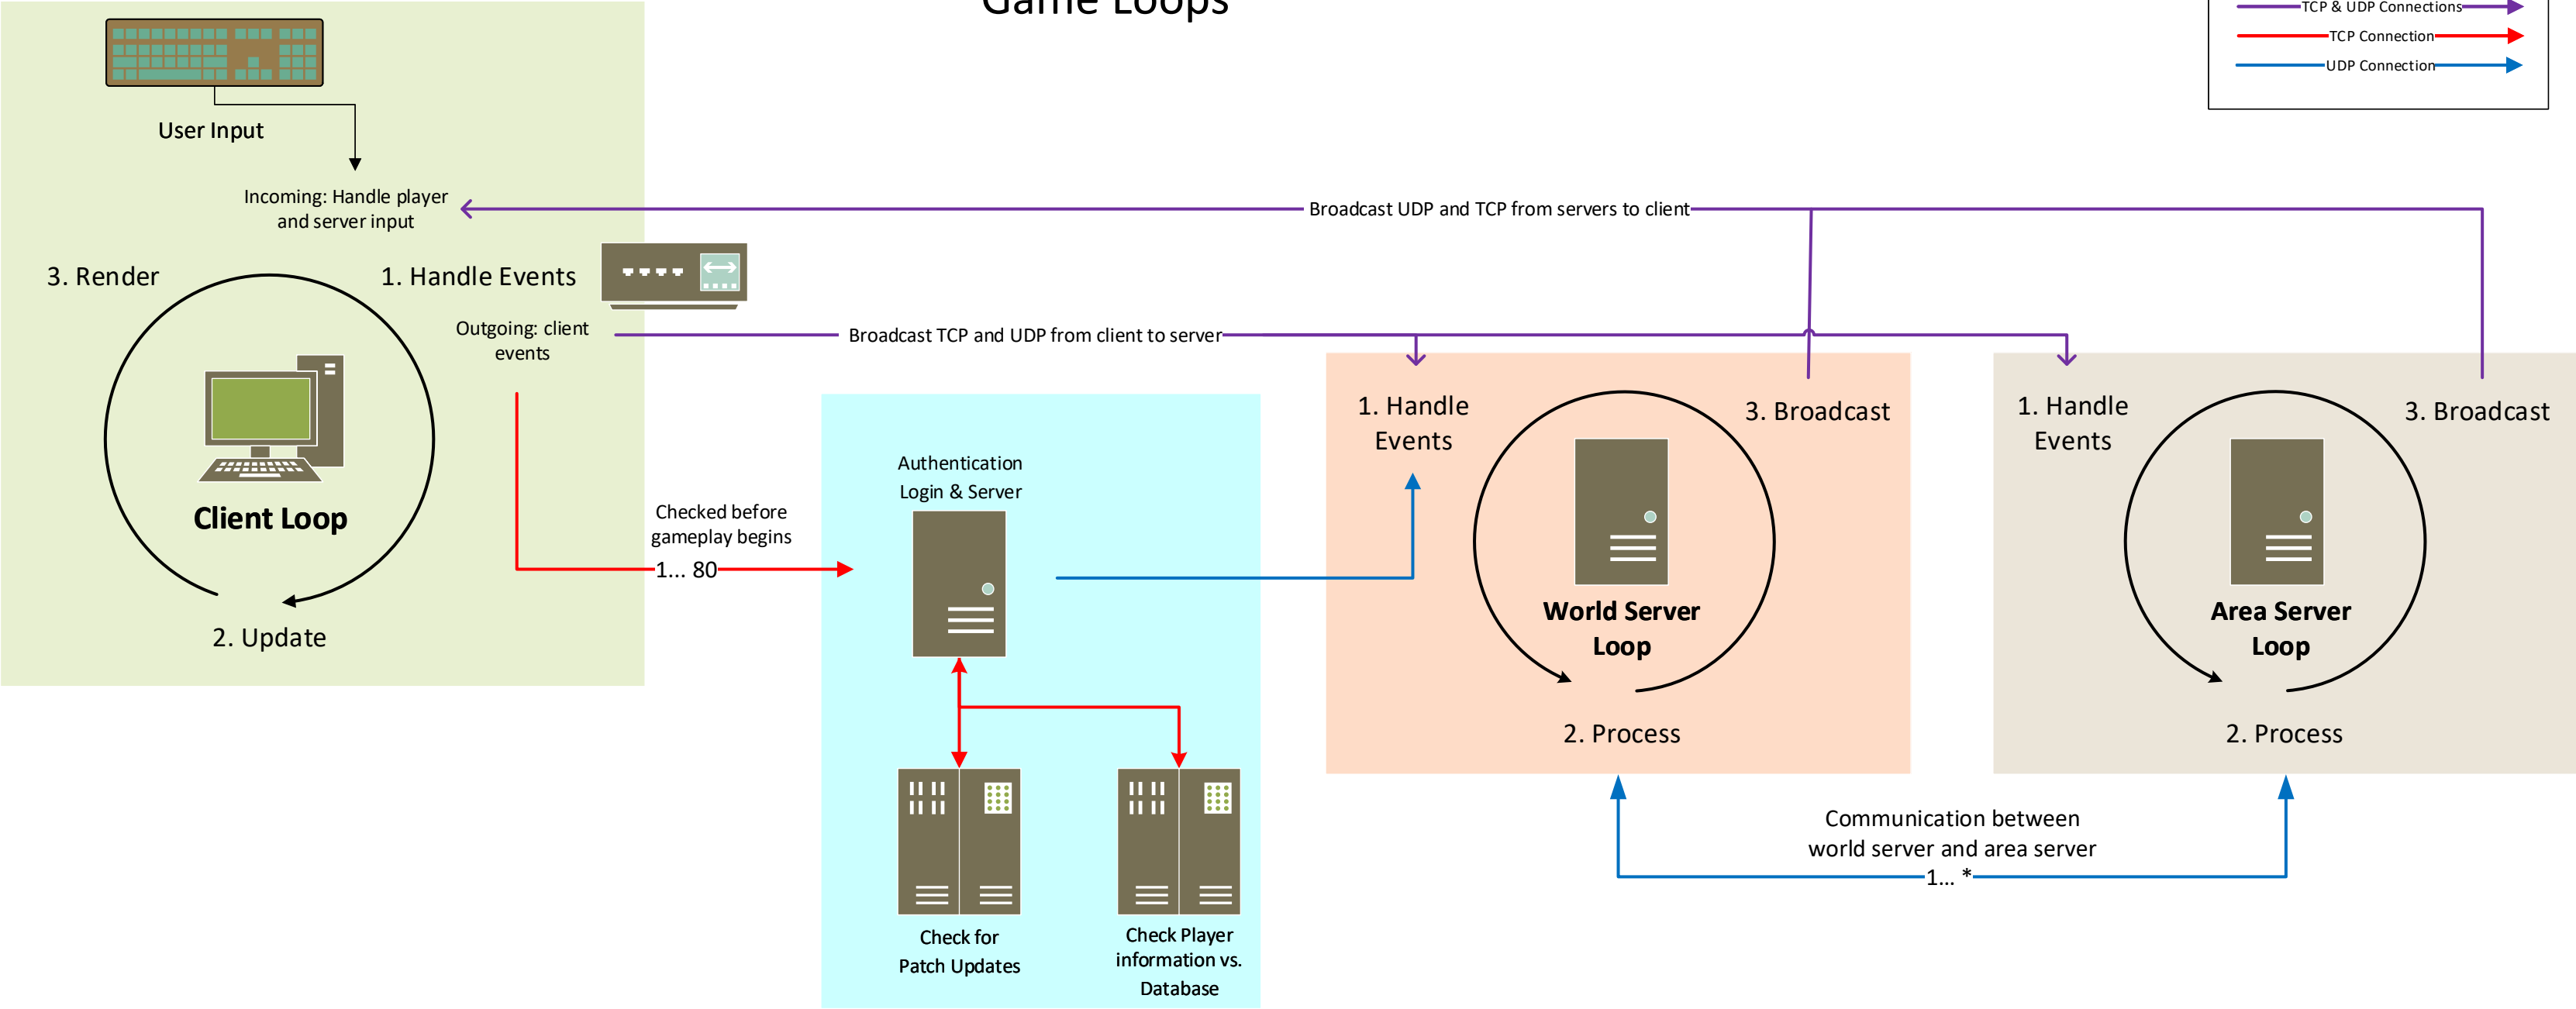 Game Loops
TCP & UDP Connections
TCP Connection
UDP Connection
User Input
Incoming: Handle player
and server input
Broadcast UDP and TCP from servers to client
3. Render
1. Handle Events
Outgoing: client
events
Broadcast TCP and UDP from client to server
Client Loop
2. Update
Checked before
gameplay begins
1... 80
Authentication
Login & Server
Check for
Patch Updates
Check Player
information vs.
Database
1. Handle
Events
3. Broadcast
World Server
Loop
2. Process
1. Handle
Events
3. Broadcast
Area Server
Loop
2. Process
Communication between
world server and area server
1... *